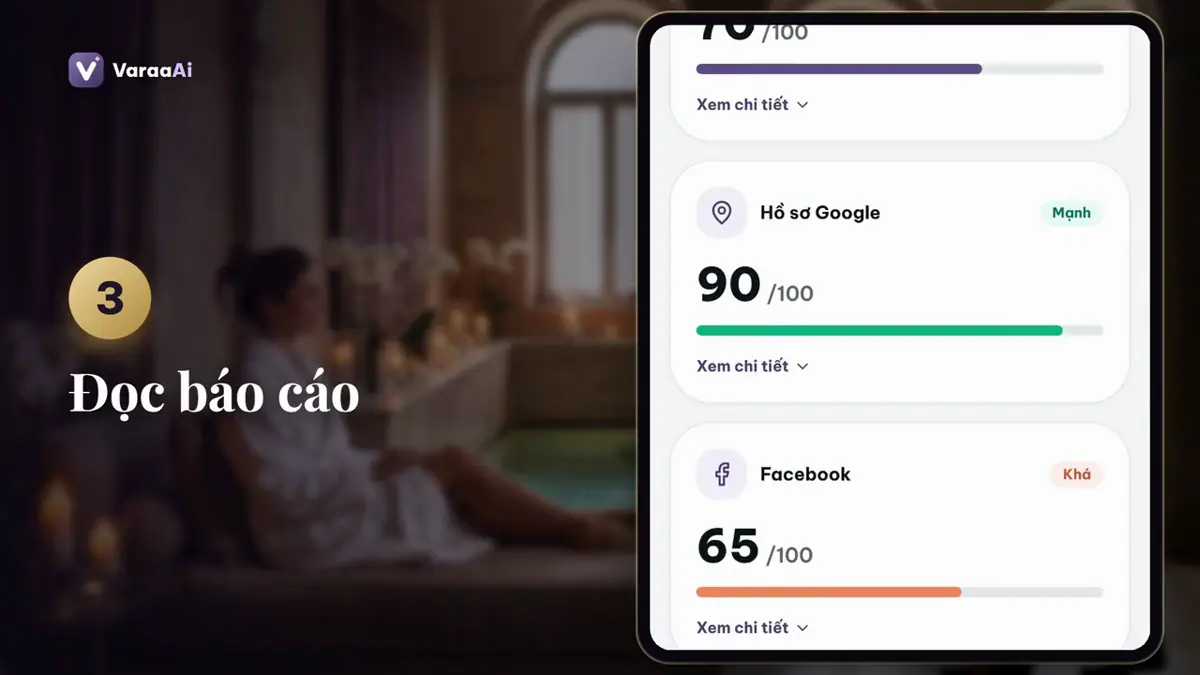 VaraaAi
3
Đọc báo cáo
70 /100
Xem chi tiết
Hồ sơ Google
Mạnh
90 /100
Xem chi tiết
Facebook
Khá
65 /100
Xem chi tiết